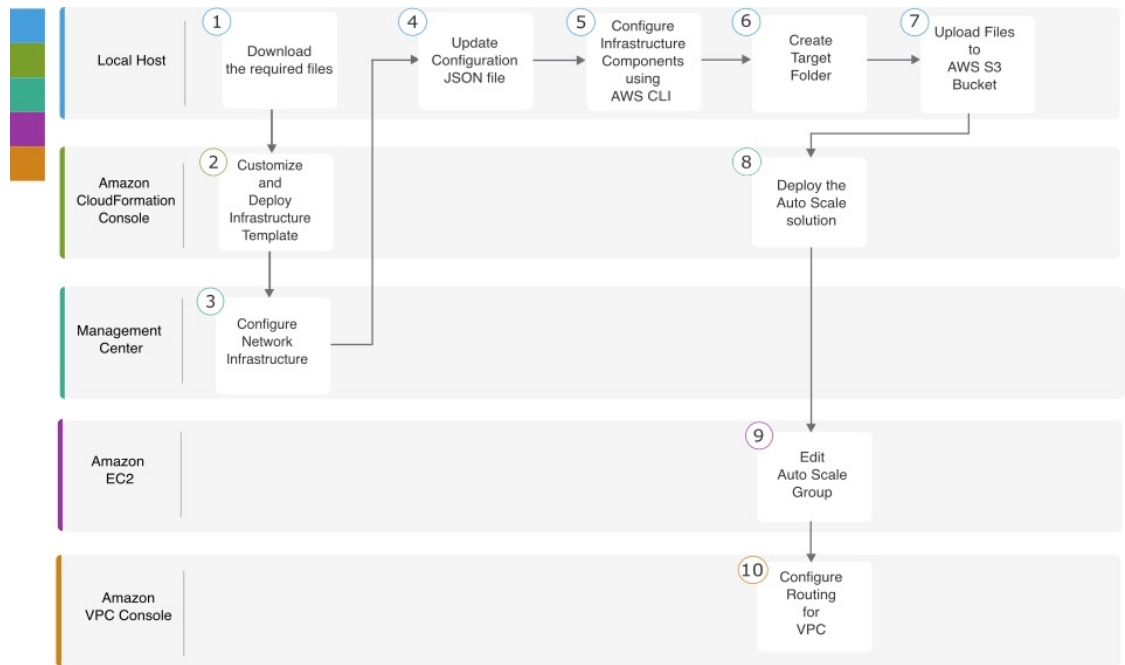 1
4
5
6
7
Local Host
Download
the required files
Update
Configuration
JSON file
Configure
Infrastructure
Components
using
AWS CLI
Create
Target
Folder
Upload Files
to
AWS S3
Bucket
2
8
Amazon
CloudFormation
Console
Customize
and
Deploy
Infrastructure
Template
Deploy the
Auto Scale
solution
3
Management
Center
Configure
Network
Infrastructure
9
Amazon
EC2
Edit
Auto Scale
Group
10
Amazon
VPC Console
Configure
Routing
for
VPC